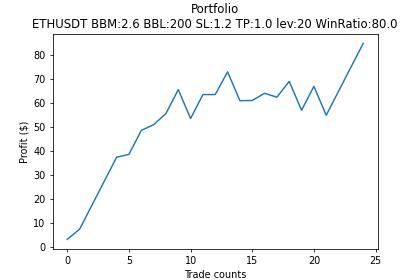 Portfolio
ETHUSDT BBM:2.6 BBL:200 SL:1.2 TP:1.0 lev:20 WinRatio:80.0
Profit ($)
80
70
60
50
40
30
20
10
0
0 5 10 15 20 25
Trade counts